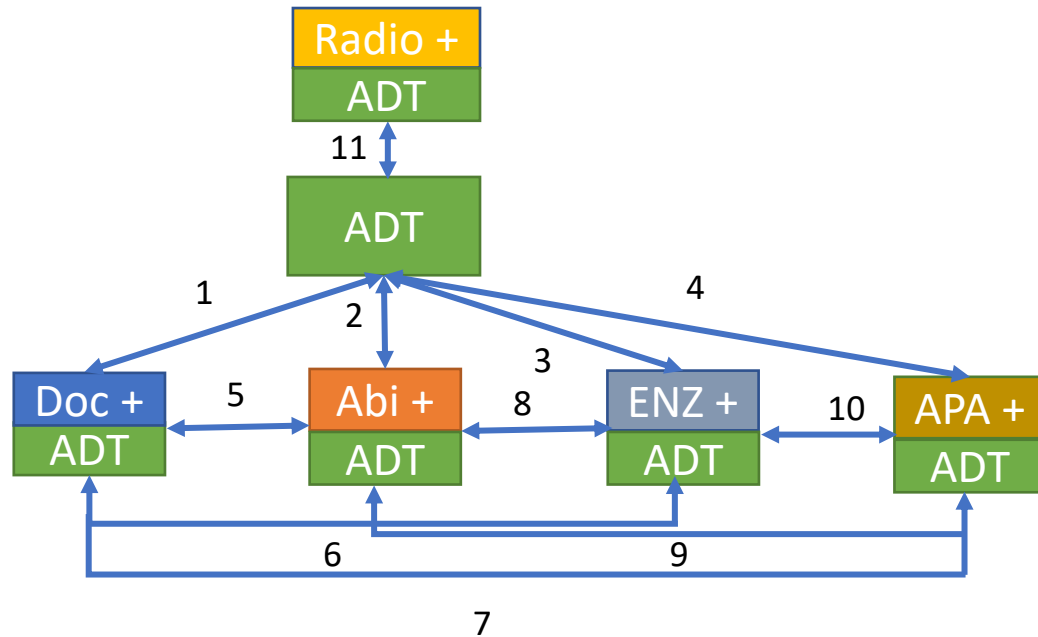 Radio +
ADT
11
ADT
1
2
4
3
Doc +
ADT
5
Abi +
ADT
8
ENZ +
ADT
10
APA +
ADT
6
9
7